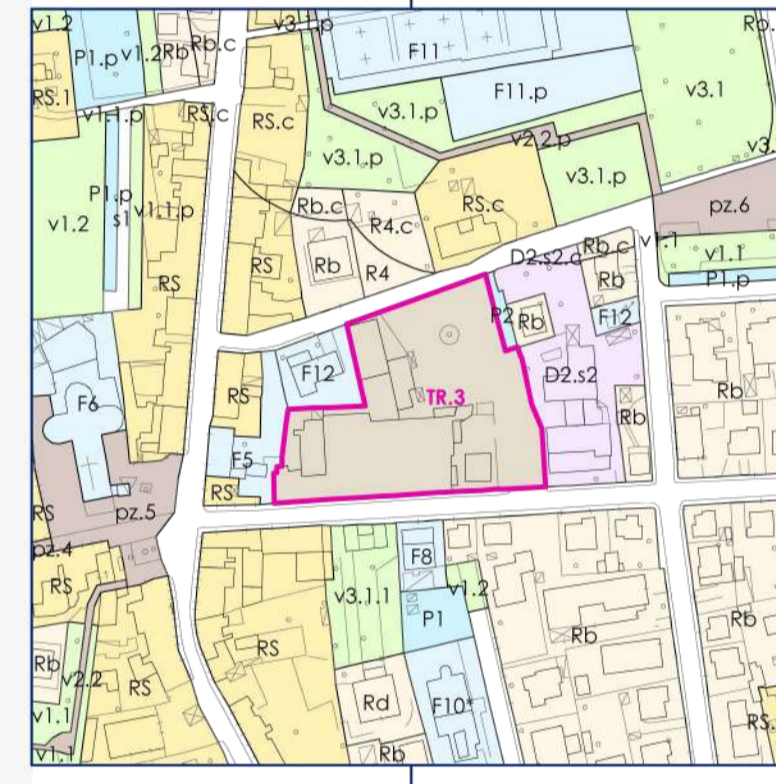 v1.2
v3.1.p
Rb.c
P1.p
v1.2
Rb
F11
RS.1
v1.1.p
RS.c
RS.c
v3.1.p
F11.p
v3.1
v2.2.p
v3.1.p
v3.1.p
P1.p
s1
v1.1.p
v1.2
Rb.c
R4.c
RS.c
pz.6
v1.1
D2.s2.c
Rb.c
v1.1
RS
RS
Rb
R4
Rb
P1.p
P2
Rb
F12
F12
D2.s2
RS
TR.3
Rb
Rb
F6
F5
RS
RS
pz.5
pz.4
RS
F8
v3.1.1
v1.2
P1
Rb
Rb
RS
Rb
v2.2
RS
Rd
F10*
v1.1
v1.1
Rb
RS.